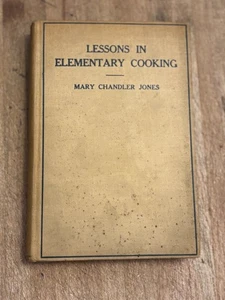 LESSONS IN
ELEMENTARY COOKING
MARY CHANDLER JONES